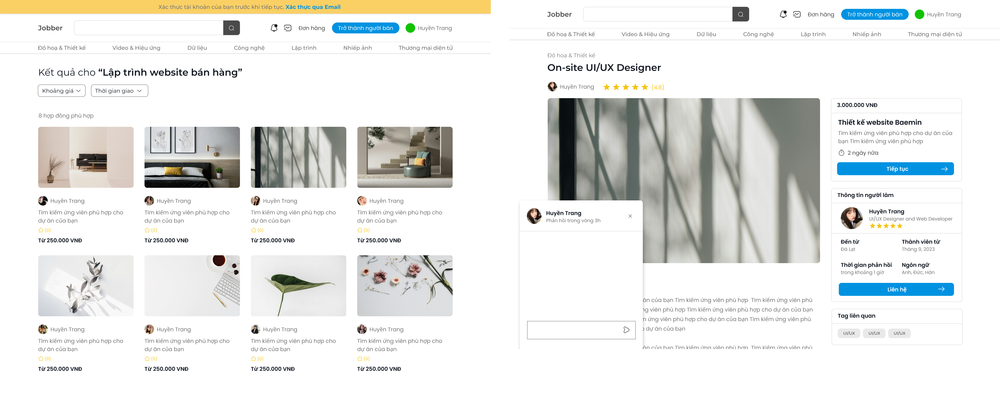 Xác thực tài khoản của bạn trước khi tiếp tục. Xác thực qua Email
Jobber
Đơn hàng
Trở thành người bán
Huyền Trang
Đồ hoạ & Thiết kế
Video & Hiệu ứng
Dữ liệu
Công nghệ
Lập trình
Nhiếp ảnh
Thương mại diện tử
Kết quả cho “Lập trình website bán hàng”
Khoảng giá
Thời gian giao
8 hợp đồng phù hợp
Huyền Trang
Tìm kiếm ứng viên phù hợp cho
dự án của bạn
(0)
Từ 250.000 VNĐ
Huyền Trang
Tìm kiếm ứng viên phù hợp cho
dự án của bạn
(0)
Từ 250.000 VNĐ
Huyền Trang
Tìm kiếm ứng viên phù hợp cho
dự án của bạn
(0)
Từ 250.000 VNĐ
Huyền Trang
Tìm kiếm ứng viên phù hợp cho
dự án của bạn
(0)
Từ 250.000 VNĐ
Huyền Trang
Tìm kiếm ứng viên phù hợp cho
dự án của bạn
(0)
Từ 250.000 VNĐ
Huyền Trang
Tìm kiếm ứng viên phù hợp cho
dự án của bạn
(0)
Từ 250.000 VNĐ
Huyền Trang
Tìm kiếm ứng viên phù hợp cho
dự án của bạn
(0)
Từ 250.000 VNĐ
Huyền Trang
Tìm kiếm ứng viên phù hợp cho
dự án của bạn
(0)
Từ 250.000 VNĐ
Jobber
Đơn hàng
Trở thành người bán
Huyền Trang
Đồ hoạ & Thiết kế
Video & Hiệu ứng
Dữ liệu
Công nghệ
Lập trình
Nhiếp ảnh
Thương mại diện tử
Đồ hoạ & Thiết kế
On-site UI/UX Designer
Huyền Trang
(4.8)
Huyền Trang
Phản hồi trong vòng 3h
án của bạn Tìm kiếm ứng viên phù hợp Tìm kiếm ứng viên phù
viên phù hợp Tìm kiếm ứng viên phù hợp cho dự án của bạn
ứng viên phù hợp cho dự án của bạn Tìm kiếm ứng viên phù
dự án của bạn
án của bạn Tìm kiếm ứng viên phù hợp Tìm kiếm ứng viên phù
3.000.000 VNĐ
Thiết kế website Baemin
Tìm kiếm ứng viên phù hợp cho dự án của
bạn Tìm kiếm ứng viên phù hợp
2 ngày nữa
Tiếp tục
Thông tin người làm
Huyền Trang
UI/UX Designer and Web Developer
Đến từ
Đà Lạt
Thành viên từ
Tháng 9, 2023
Thời gian phản hồi
trong khoảng 1 giờ
Ngôn ngữ
Anh, Đức, Hàn
Liên hệ
Tag liên quan
UI/UX
UI/UX
UI/UX